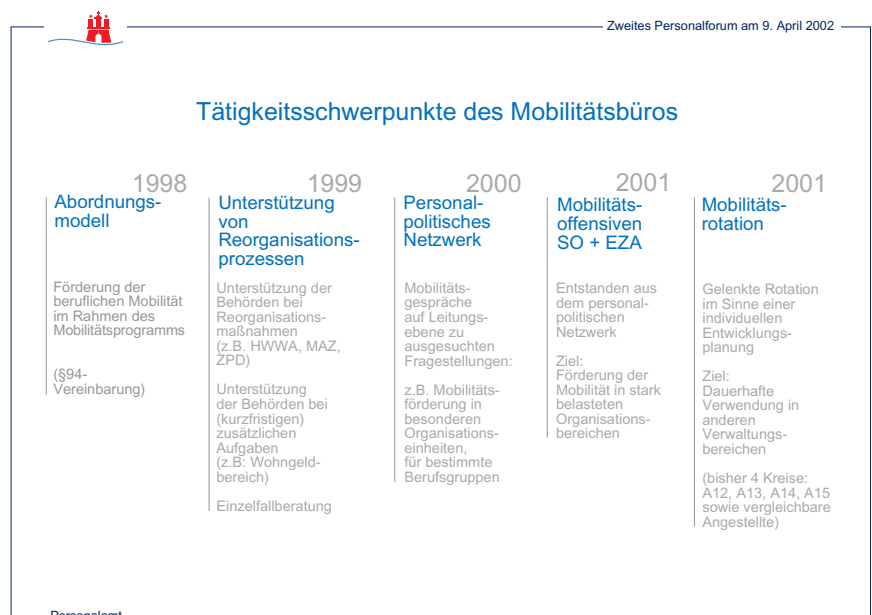 Zweites Personalforum am 9. April 2002
Tätigkeitsschwerpunkte des Mobilitätsbüros
1998
Abordnungs-
modell
Förderung der
beruflichen Mobilität
im Rahmen des
Mobilitätsprogramms
(§94-
Vereinbarung)
1999
Unterstützung
von
Reorganisations-
prozessen
Unterstützung der
Behörden bei
Reorganisations-
maßnahmen
(z.B. HWWA, MAZ,
ZPD)
Unterstützung
der Behörden bei
(kurzfristigen)
zusätzlichen
Aufgaben
(z.B: Wohngeld-
bereich)
Einzelfallberatung
2000
Personal-
politisches
Netzwerk
Mobilitäts-
gespräche
auf Leitungs-
ebene zu
ausgesuchten
Fragestellungen:
z.B. Mobilitäts-
förderung in
besonderen
Organisations-
einheiten,
für bestimmte
Berufsgruppen
2001
Mobilitäts-
offensiven
SO + EZA
Entstanden aus
dem personal-
politischen
Netzwerk
Ziel:
Förderung der
Mobilität in stark
belasteten
Organisations-
bereichen
2001
Mobilitäts-
rotation
Gelenkte Rotation
im Sinne einer
individuellen
Entwicklungs-
planung
Ziel:
Dauerhafte
Verwendung in
anderen
Verwaltungs-
bereichen
(bisher 4 Kreise:
A12, A13, A14, A15
sowie vergleichbare
Angestellte)
Personalamt